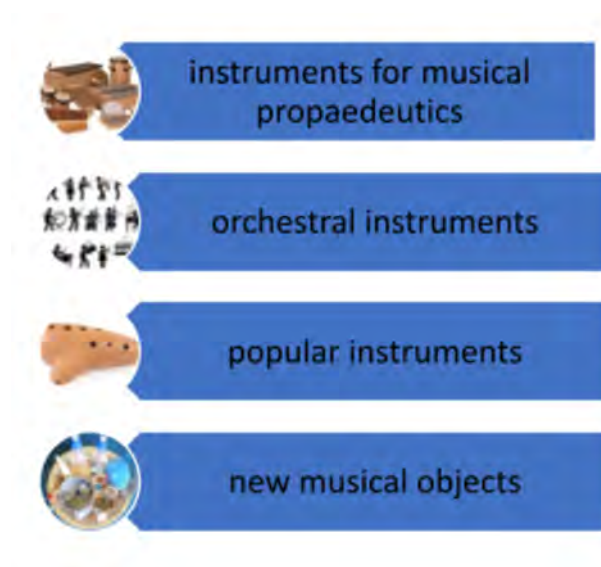 instruments for musical
propaedeutics
orchestral instruments
popular instruments
new musical objects